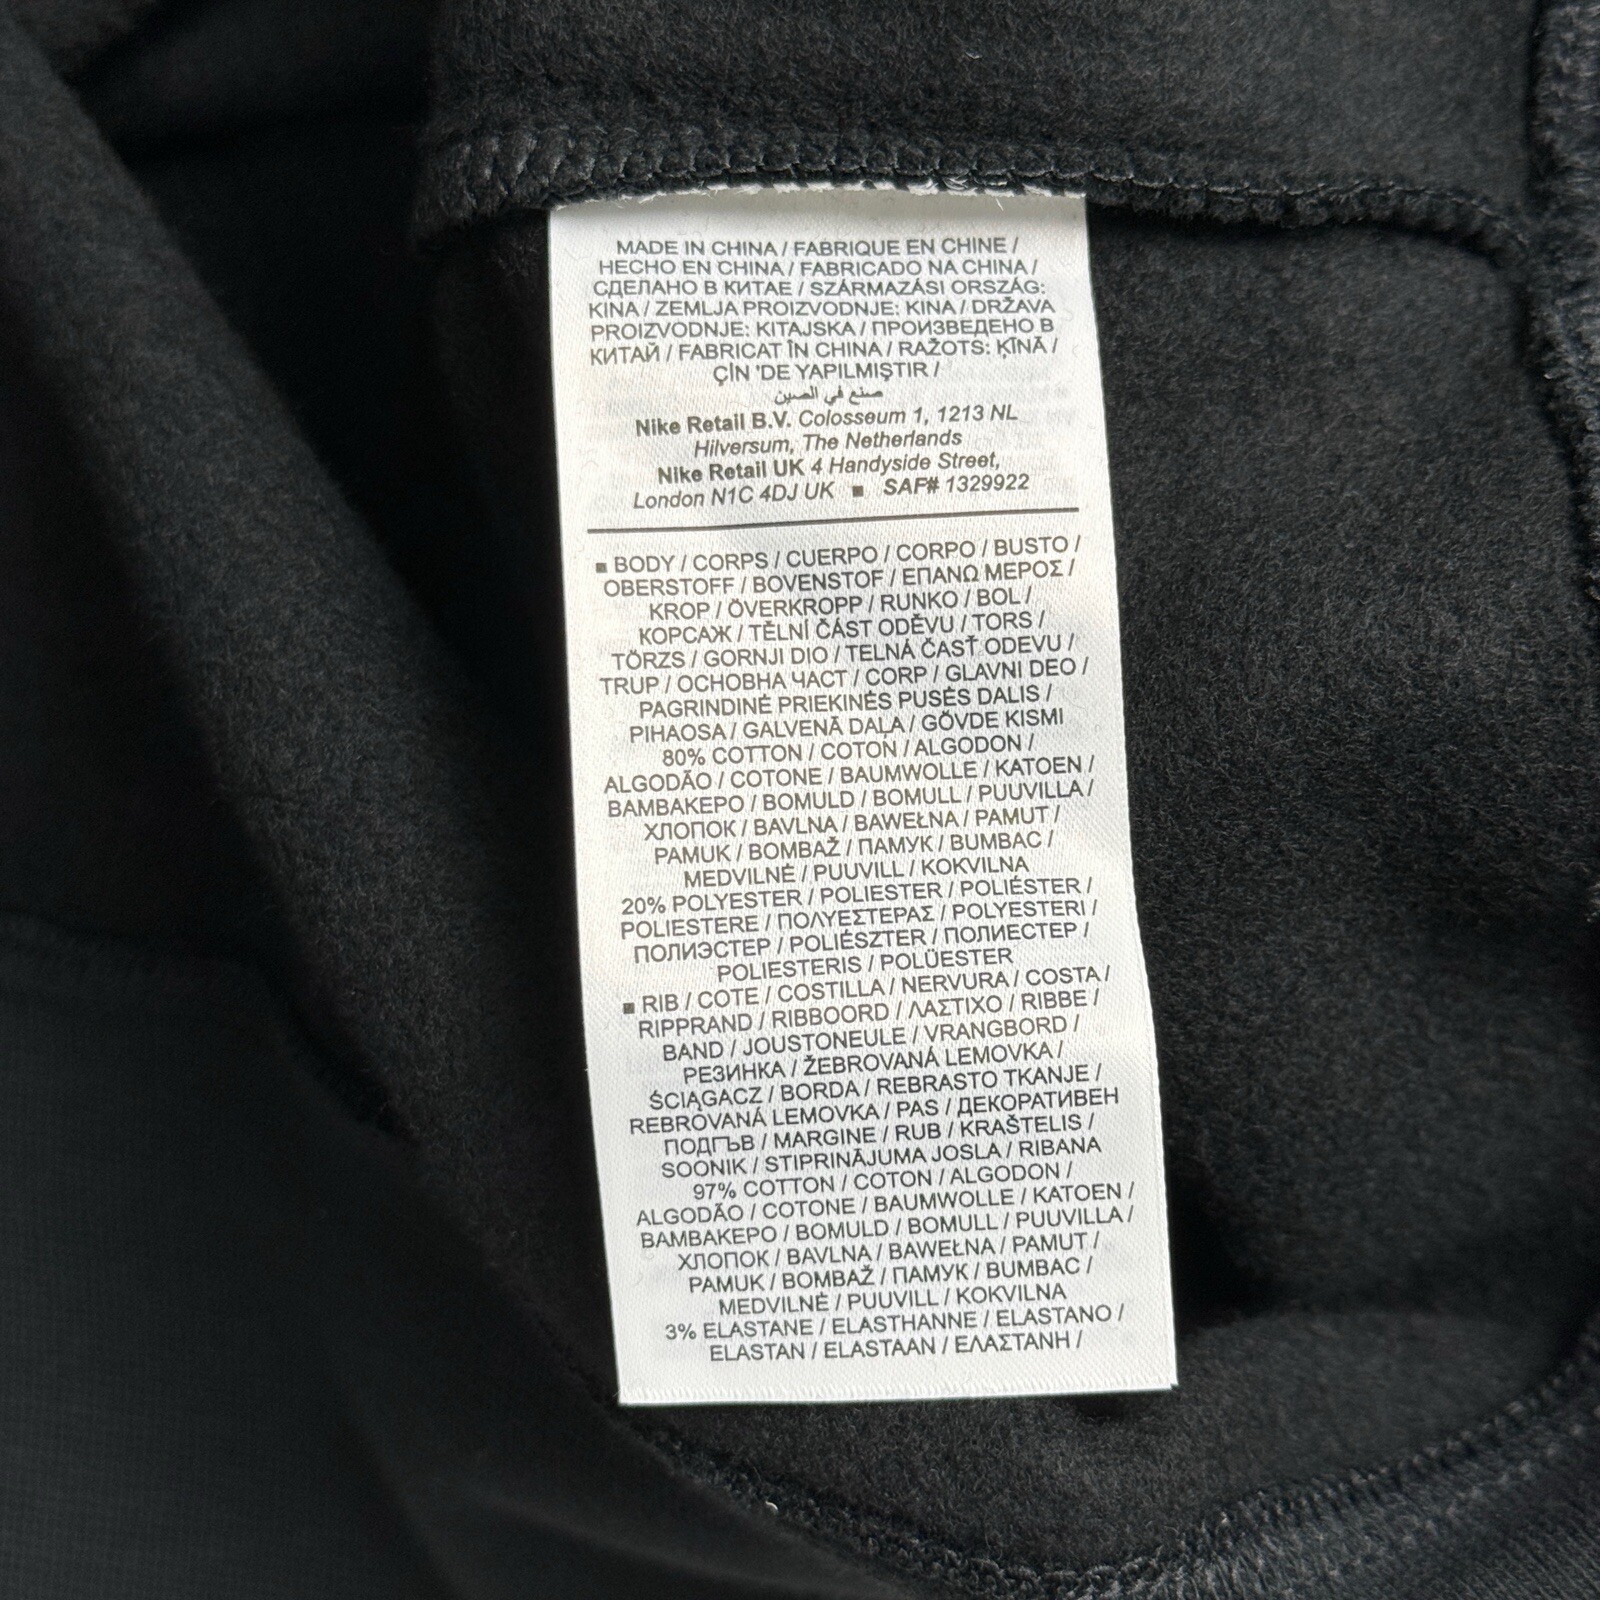 MADE IN CHINA / FABRIQUE EN CHINE /
HECHO EN CHINA / FABRICADO NA CHINA /
СДЕЛАНО В КИТАЕ / SZÁRMAZÁSI ORSZÁG:
KINA / ZEMLJA PROIZVODNJE: KINA / DRŽAVA
PROIZVODNJE: KITAJSKA / ПРОИЗВЕДЕНО В
КИТАЙ / FABRICAT ÎN CHINA / RAŽOTS: ĶĪNĀ /
ÇİN 'DE YAPILMIŞTIR /
صنع في الصين
Nike Retail B.V. Colosseum 1, 1213 NL
Hilversum, The Netherlands
Nike Retail UK 4 Handyside Street,
London N1C 4DJ UK ■ SAP# 1329922
■ BODY / CORPS / CUERPO / CORPO / BUSTO /
OBERSTOFF / BOVENSTOF / ΕΠΑΝΩ ΜΕΡΟΣ /
KROP / ÖVERKROPP / RUNKO / BOL /
КОРСАЖ / TĚLNÍ ČÁST ODĚVU / TORS /
TÖRZS / GORNJI DIO / TELNÁ ČASŤ ODEVU /
TRUP / ОСНОВНА ЧАСТ / CORP / GLAVNI DEO /
PAGRINDINĖ PRIEKINĖS PUSĖS DALIS /
PIHAOSA / GALVENĀ DAĻA / GÖVDE KISMI
80% COTTON / COTON / ALGODON /
ALGODÃO / COTONE / BAUMWOLLE / KATOEN /
ΒΑΜΒΑΚΕΡΟ / BOMULD / BOMULL / PUUVILLA /
ХЛОПОК / BAVLNA / BAWEŁNA / PAMUT /
PAMUK / BOMBAŽ / ПАМУК / BUMBAC /
MEDVILNĖ / PUUVILL / KOKVILNA
20% POLYESTER / POLIESTER / POLIÉSTER /
POLIESTERE / ΠΟΛΥΕΣΤΕΡΑΣ / POLYESTERI /
ПОЛИЭСТЕР / POLIÉSZTER / ПОЛИЕСТЕР /
POLIESTERIS / POLÜESTER
■ RIB / COTE / COSTILLA / NERVURA / COSTA /
RIPPRAND / RIBBOORD / ΛΑΣΤΙΧΟ / RIBBE /
BAND / JOUSTONEULE / VRANGBORD /
РЕЗИНКА / ŽEBROVANÁ LEMOVKA /
ŚCIĄGACZ / BORDA / REBRASTO TKANJE /
REBROVANÁ LEMOVKA / PAS / ДЕКОРАТИВЕН
ПОДГЪВ / MARGINE / RUB / KRAŠTELIS /
SOONIK / STIPRINĀJUMA JOSLA / RIBANA
97% COTTON / COTON / ALGODON /
ALGODÃO / COTONE / BAUMWOLLE / KATOEN /
ΒΑΜΒΑΚΕΡΟ / BOMULD / BOMULL / PUUVILLA /
ХЛОПОК / BAVLNA / BAWEŁNA / PAMUT /
PAMUK / BOMBAŽ / ПАМУК / BUMBAC /
MEDVILNĖ / PUUVILL / KOKVILNA
3% ELASTANE / ELASTHANNE / ELASTANO /
ELASTAN / ELASTAAN / ΕΛΑΣΤΑΝΗ /